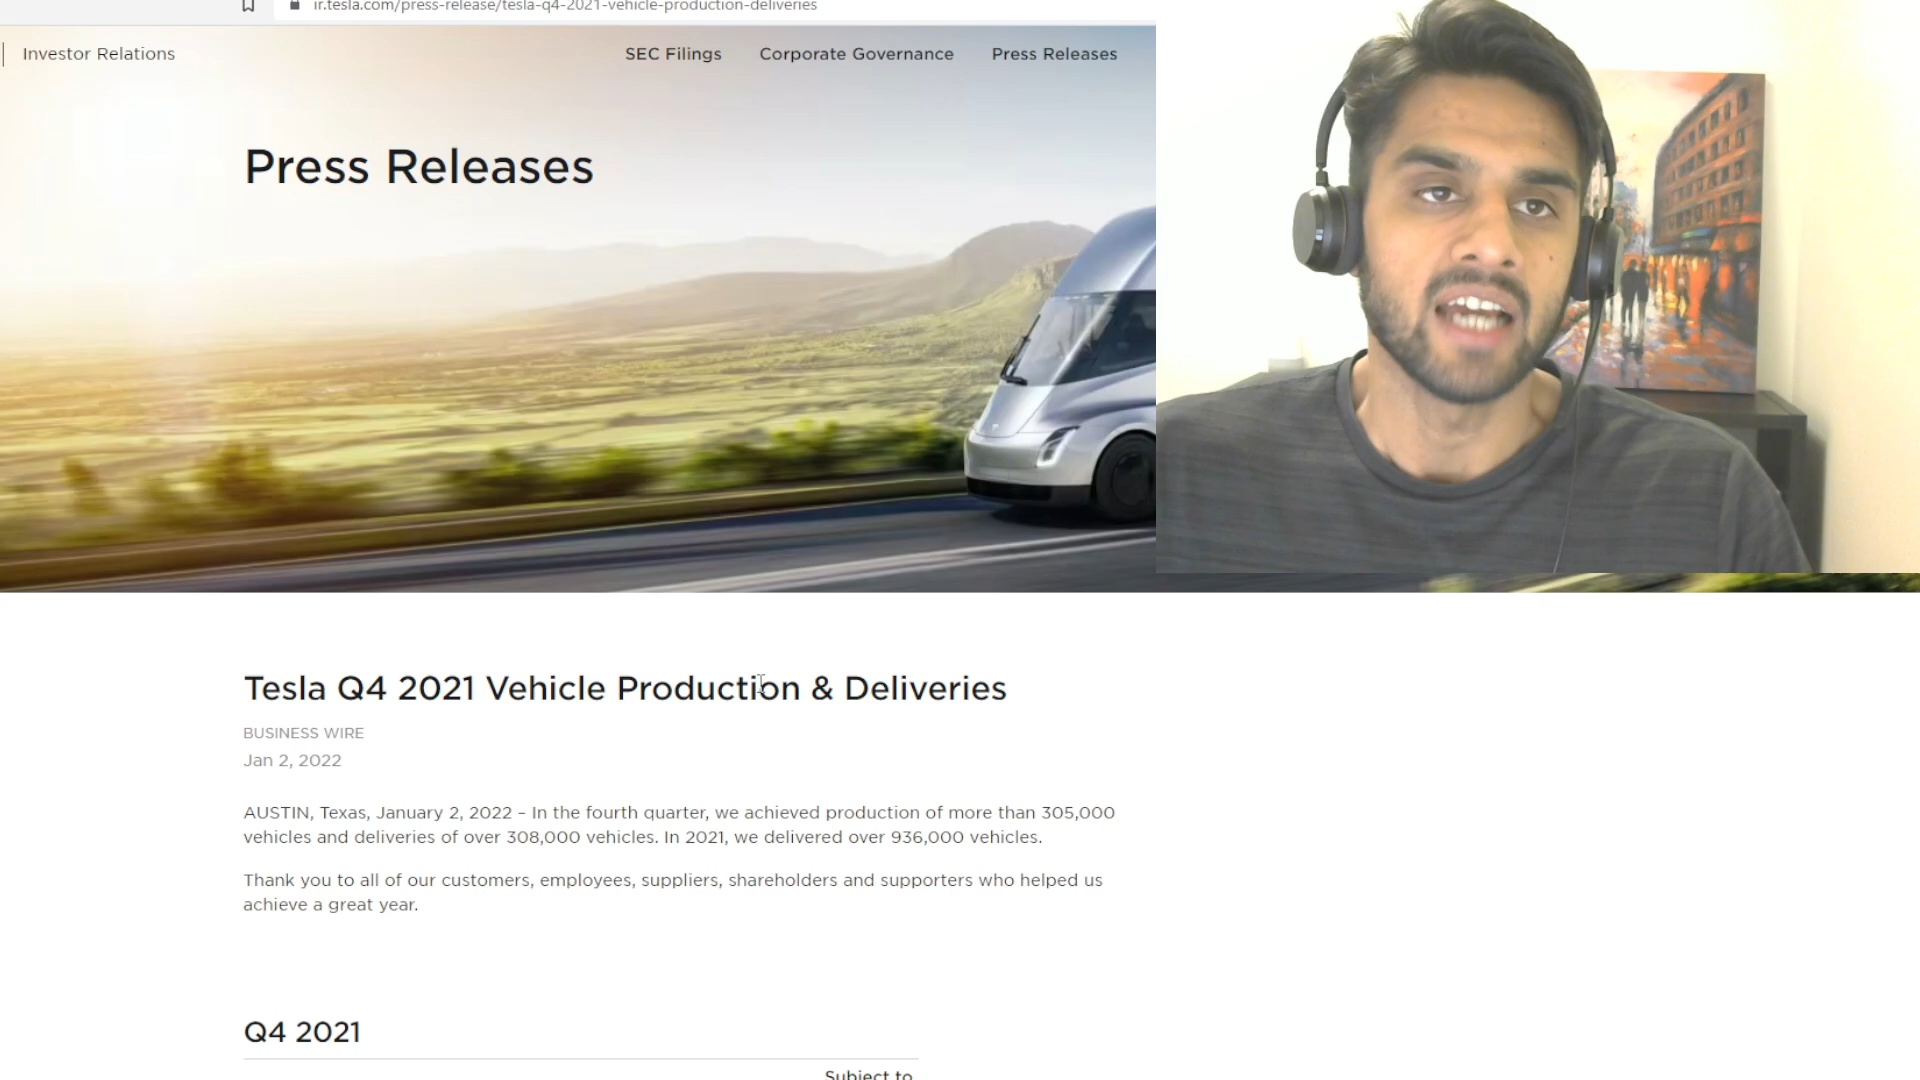 ir.tesla.com/press-release/tesla-q4-2021-vehicle-production-deliveries
Investor Relations
SEC Filings
Corporate Governance
Press Releases
Press Releases
Tesla Q4 2021 Vehicle Production & Deliveries
BUSINESS WIRE
Jan 2, 2022
AUSTIN, Texas, January 2, 2022 – In the fourth quarter, we achieved production of more than 305,000
vehicles and deliveries of over 308,000 vehicles. In 2021, we delivered over 936,000 vehicles.
Thank you to all of our customers, employees, suppliers, shareholders and supporters who helped us
achieve a great year.
Q4 2021
Subject to